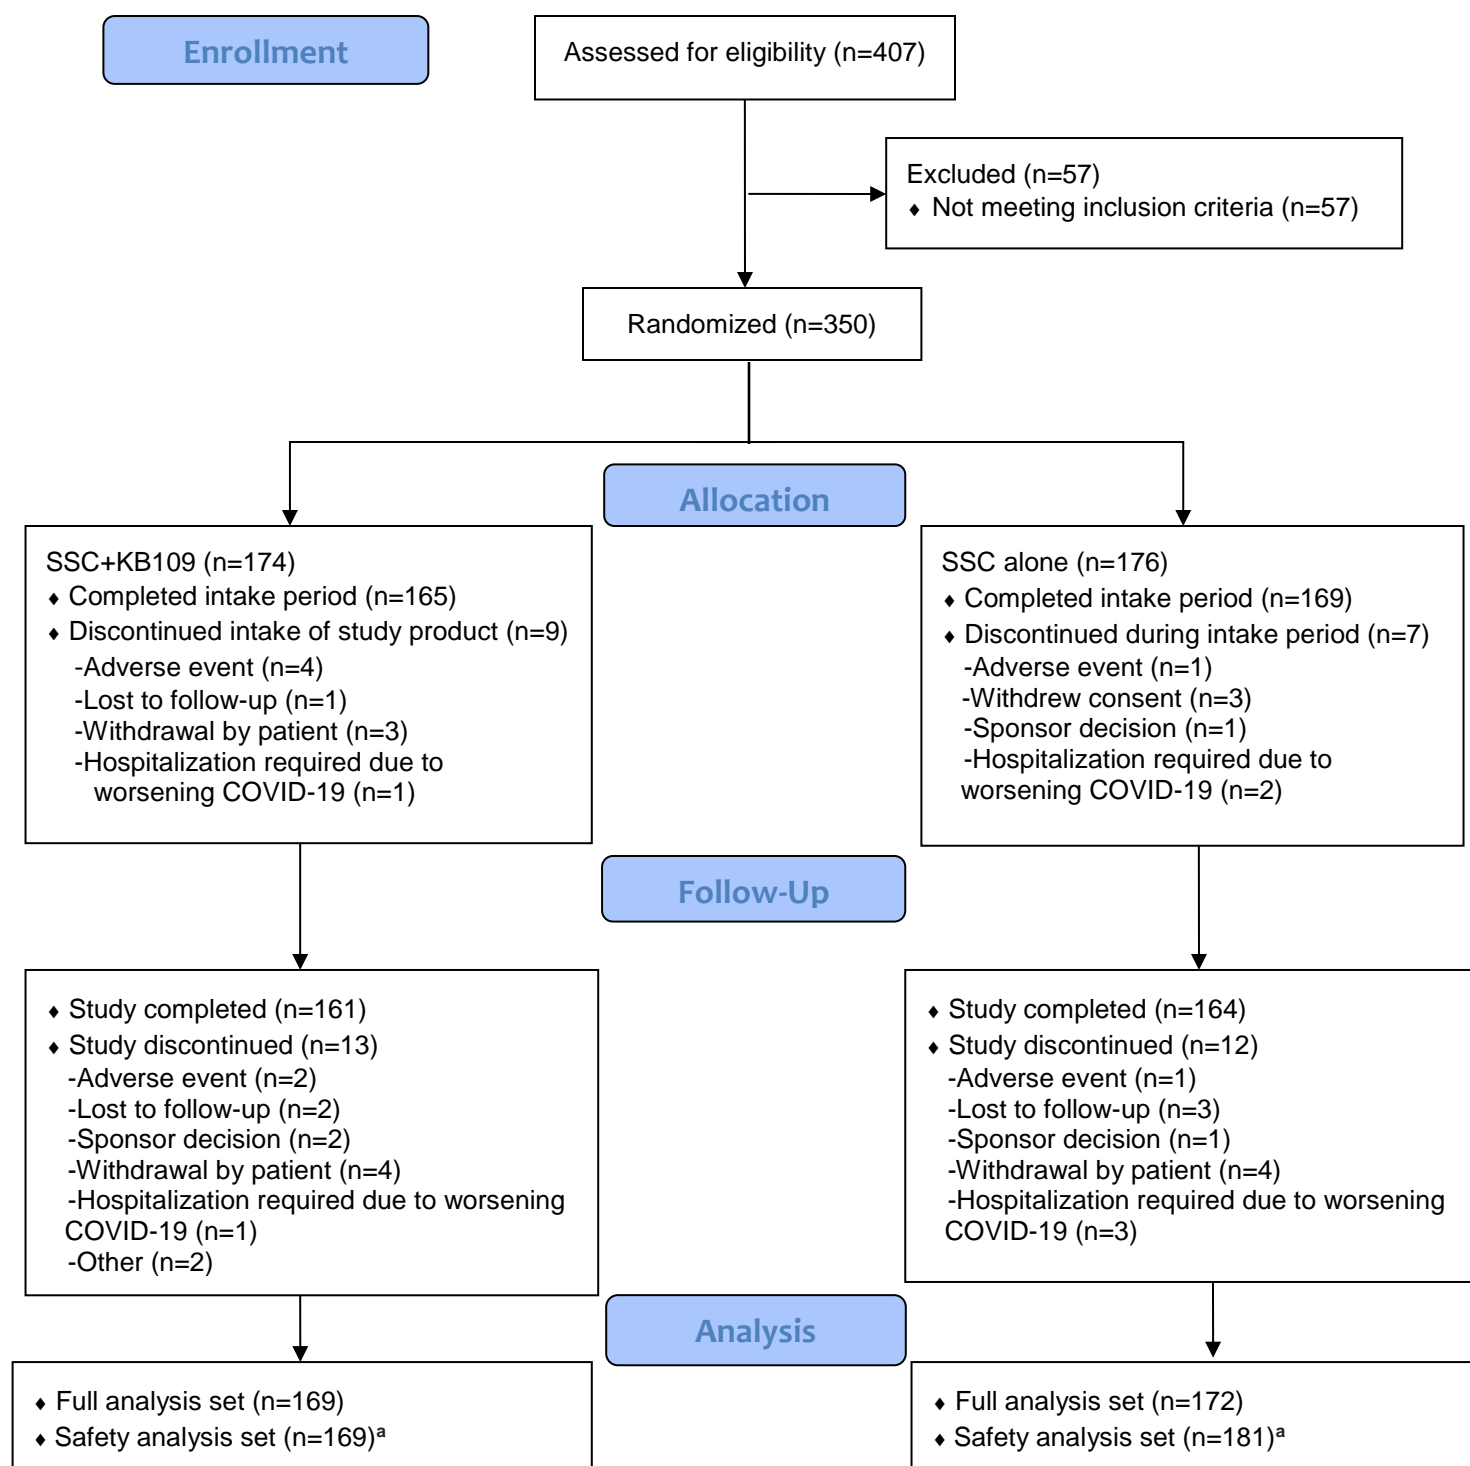 Enrollment
Assessed for eligibility (n=407)
Excluded (n=57)
♦ Not meeting inclusion criteria (n=57)
Randomized (n=350)
Allocation
SSC+KB109 (n=174)
♦ Completed intake period (n=165)
♦ Discontinued intake of study product (n=9)
-Adverse event (n=4)
-Lost to follow-up (n=1)
-Withdrawal by patient (n=3)
-Hospitalization required due to
worsening COVID-19 (n=1)
SSC alone (n=176)
♦ Completed intake period (n=169)
♦ Discontinued during intake period (n=7)
-Adverse event (n=1)
-Withdrew consent (n=3)
-Sponsor decision (n=1)
-Hospitalization required due to
worsening COVID-19 (n=2)
Follow-Up
♦ Study completed (n=161)
♦ Study discontinued (n=13)
-Adverse event (n=2)
-Lost to follow-up (n=2)
-Sponsor decision (n=2)
-Withdrawal by patient (n=4)
-Hospitalization required due to worsening
COVID-19 (n=1)
-Other (n=2)
♦ Study completed (n=164)
♦ Study discontinued (n=12)
-Adverse event (n=1)
-Lost to follow-up (n=3)
-Sponsor decision (n=1)
-Withdrawal by patient (n=4)
-Hospitalization required due to worsening
COVID-19 (n=3)
Analysis
♦ Full analysis set (n=169)
♦ Safety analysis set (n=169)ᵃ
♦ Full analysis set (n=172)
♦ Safety analysis set (n=181)ᵃ